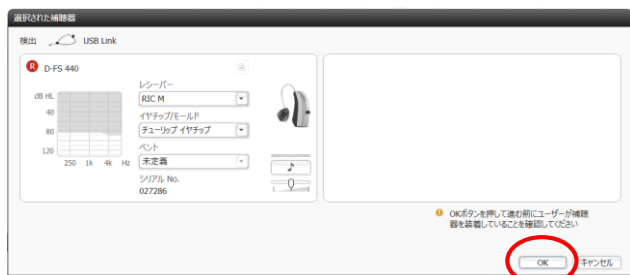 選択された補聴器
検出 USB Link
R D-FS 440
dB HL
40
80
120
250 1k 4k Hz
レシーバー
RIC M
イヤチップ/モールド
チューリップ イヤチップ
ベント
未定義
シリアル No.
027286
OKボタンを押して進む前にユーザーが補聴
器を装着していることを確認してください
OK キャンセル